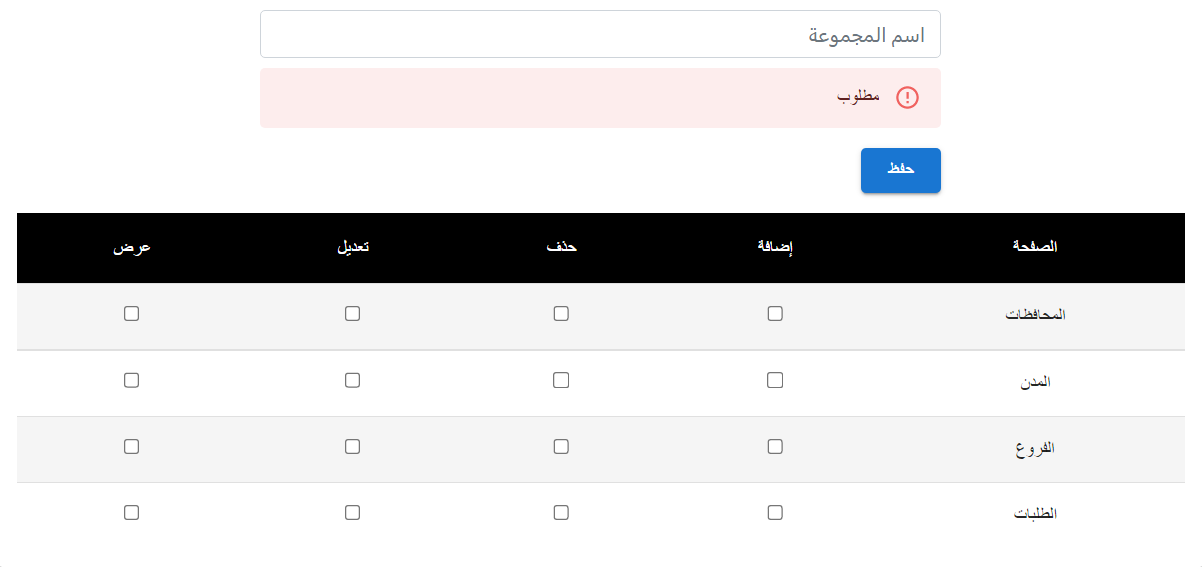 اسم المجموعة
مطلوب
حفظ
الصفحة إضافة حذف تعديل عرض
المحافظات
المدن
الفروع
الطلبات